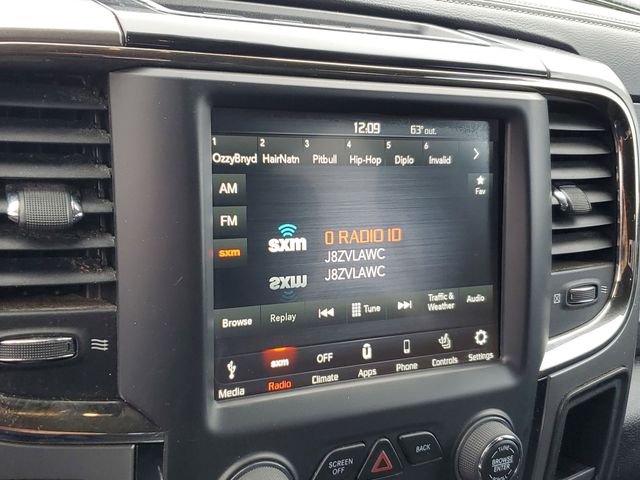 12:09 63° out.
1 2 3 4 5 6
OzzyBnyd HairNatn Pitbull Hip-Hop Diplo Invalid
AM
Fav
FM
sxm
sxm
0 RADIO ID
J8ZVLAWC
J8ZVLAWC
sxm
Browse Replay Tune Traffic & Weather Audio
sxm OFF
Media Radio Climate Apps Phone Controls Settings
SCREEN OFF
BACK
TUNE
BROWSE
ENTER